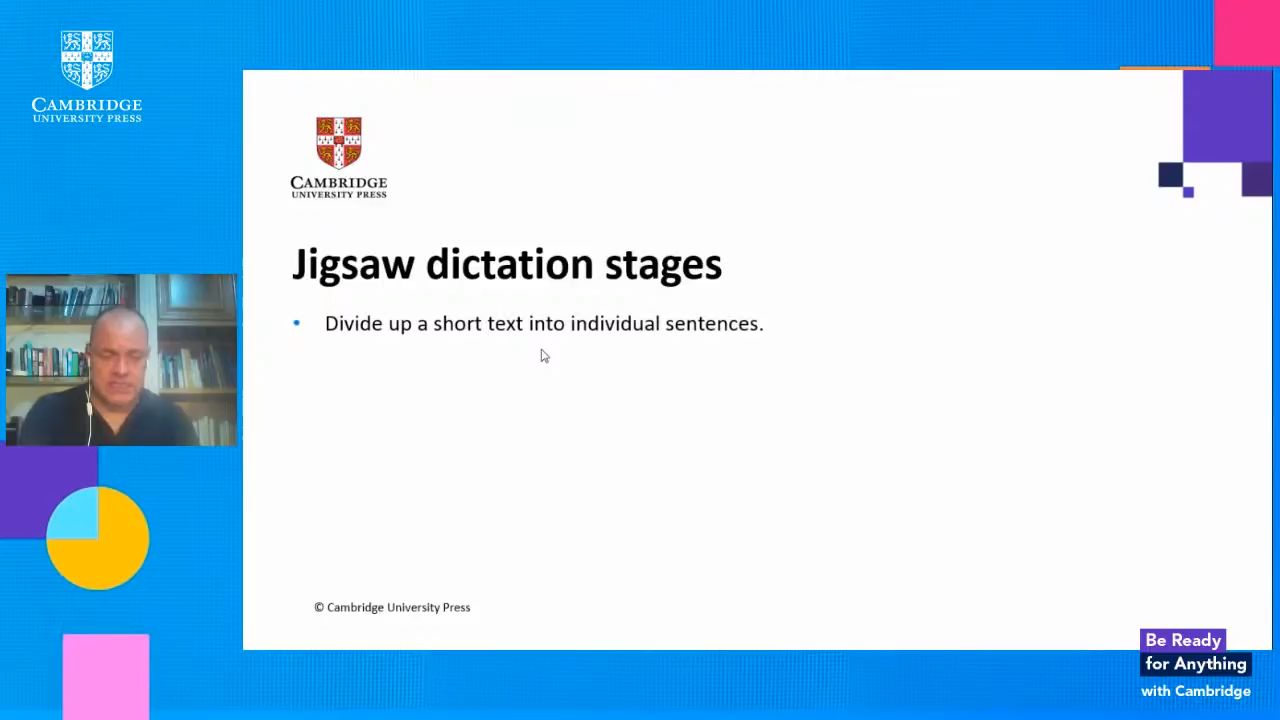 CAMBRIDGE
UNIVERSITY PRESS
CAMBRIDGE
UNIVERSITY PRESS
Jigsaw dictation stages
• Divide up a short text into individual sentences.
© Cambridge University Press
Be Ready
for Anything
with Cambridge